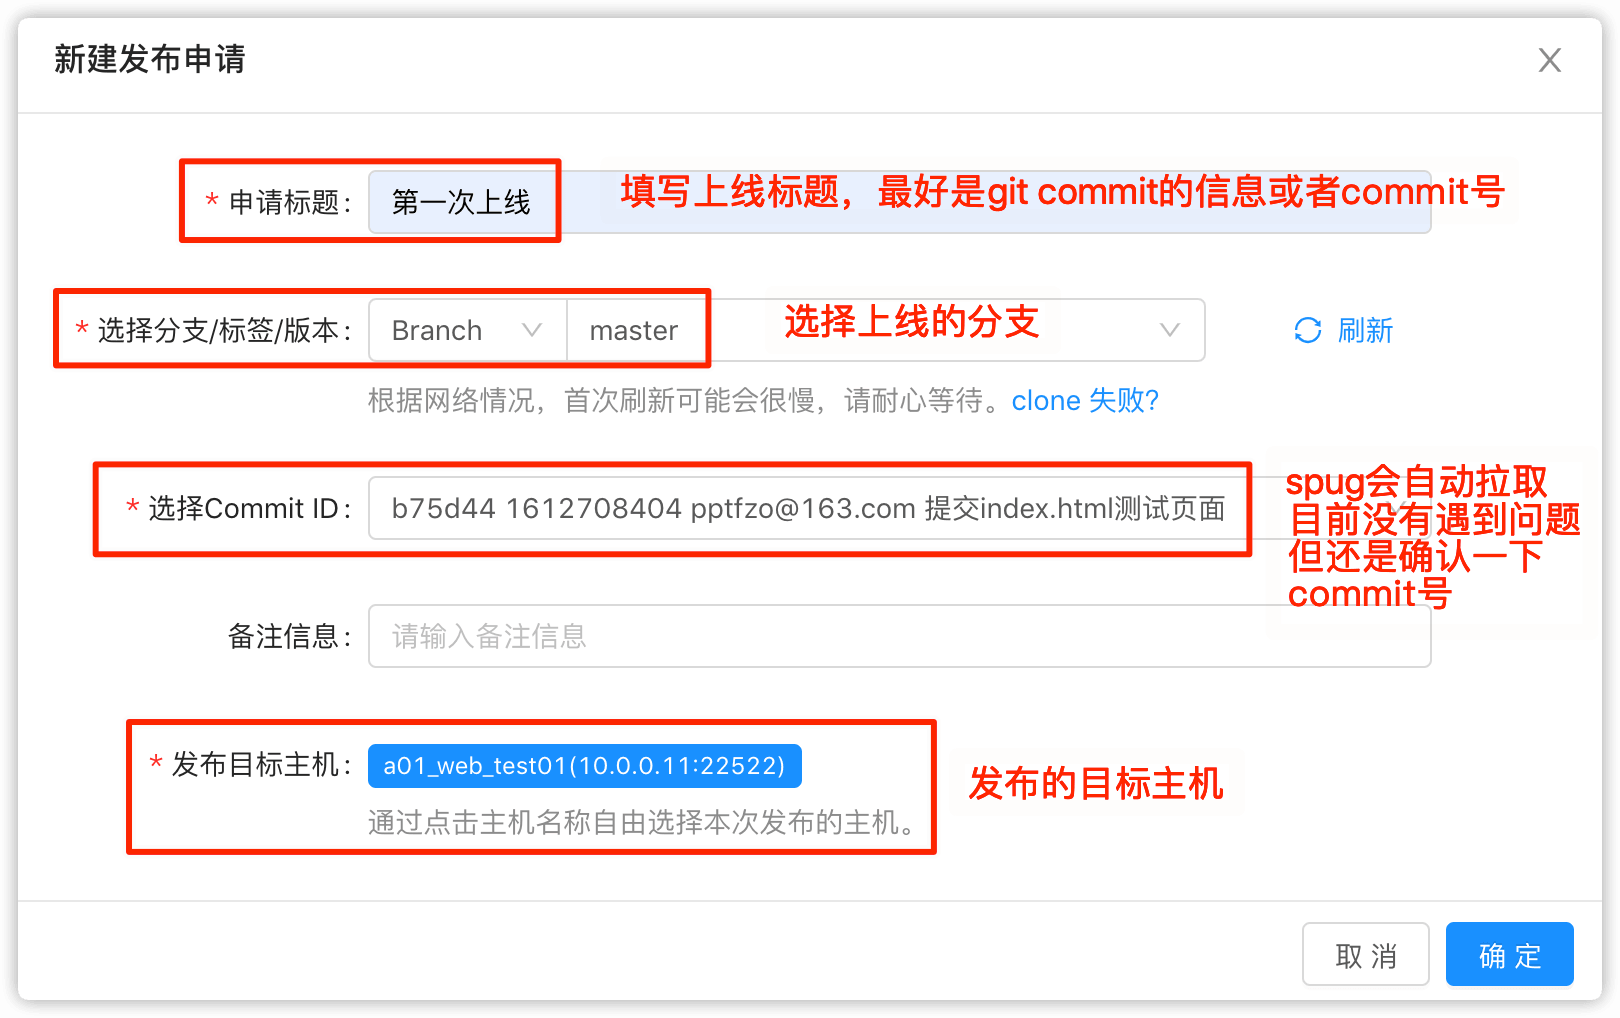 新建发布申请
* 申请标题: 第一次上线 填写上线标题，最好是git commit的信息或者commit号
* 选择分支/标签/版本: Branch master 选择上线的分支 刷新
根据网络情况，首次刷新可能会很慢，请耐心等待。clone 失败?
* 选择Commit ID: b75d44 1612708404 pptfzo@163.com 提交index.html测试页面
spug会自动拉取
目前没有遇到问题
但还是确认一下
commit号
备注信息: 请输入备注信息
* 发布目标主机: a01_web_test01(10.0.0.11:22522) 发布的目标主机
通过点击主机名称自由选择本次发布的主机。
取 消 确 定